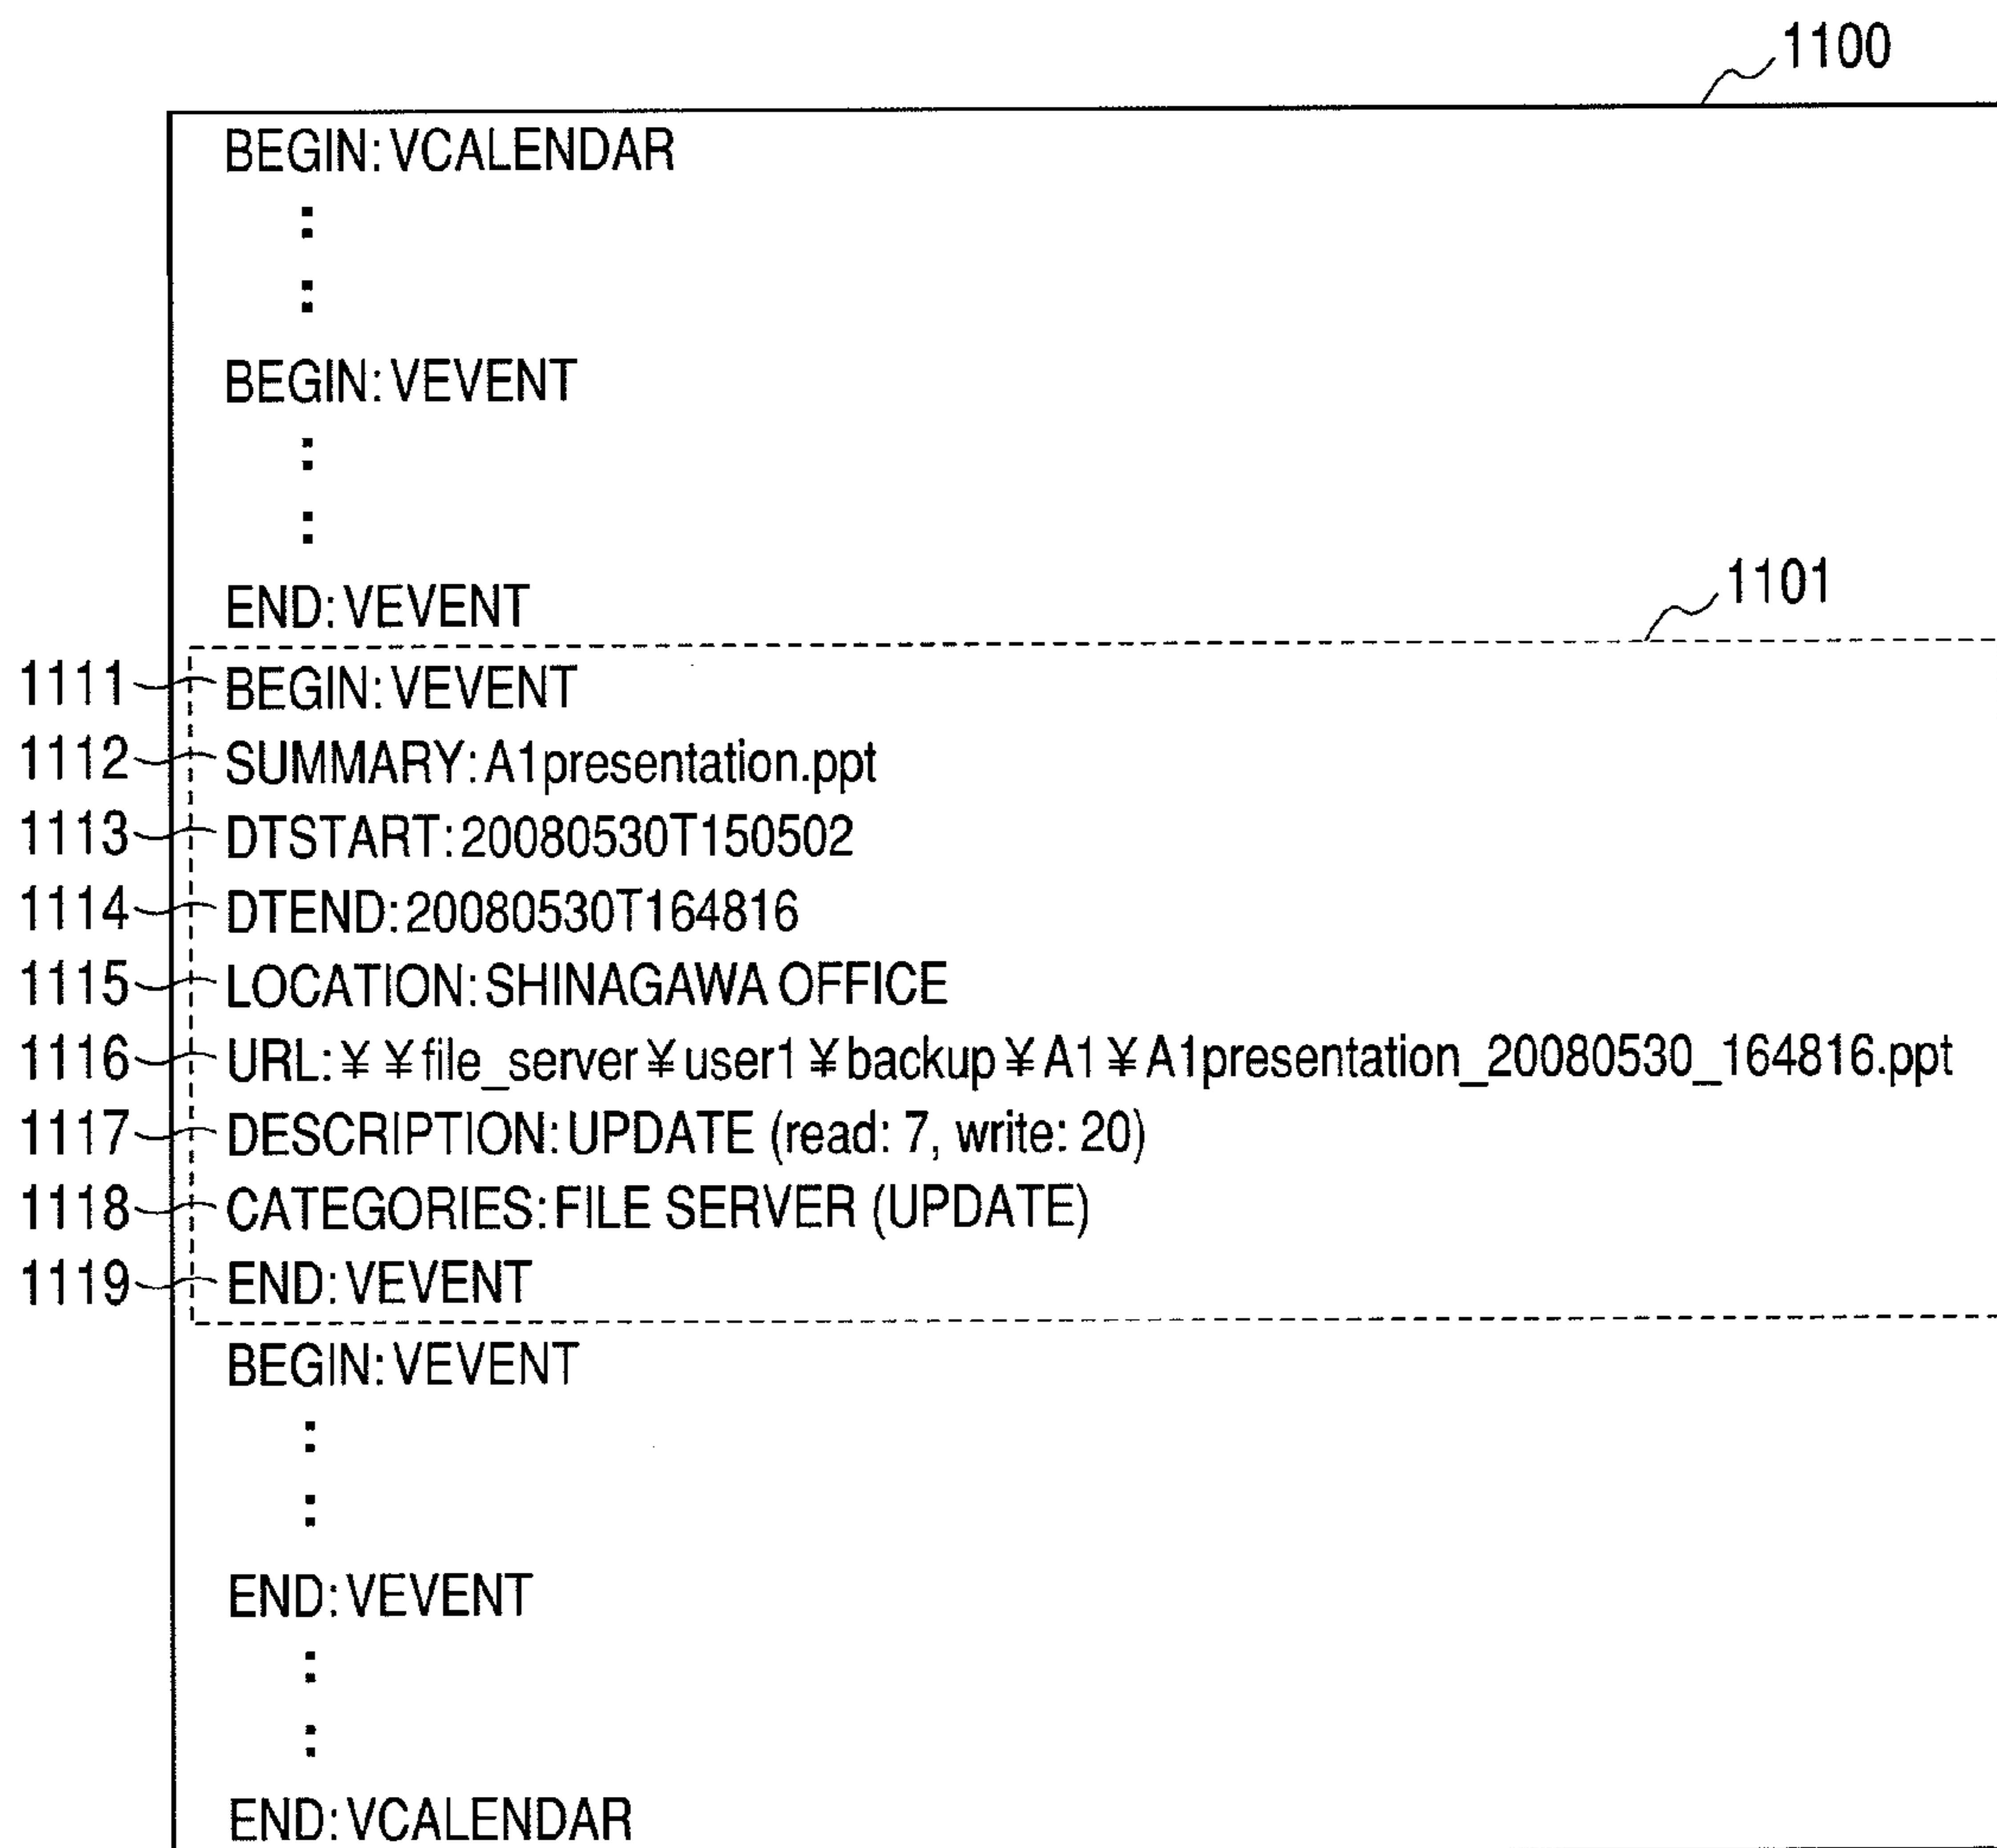 1100
BEGIN:VCALENDAR
:
:
BEGIN:VEVENT
:
:
END:VEVENT
1101
1111 BEGIN:VEVENT
1112 SUMMARY:A1presentation.ppt
1113 DTSTART:20080530T150502
1114 DTEND:20080530T164816
1115 LOCATION:SHINAGAWA OFFICE
1116 URL:¥¥file_server¥user1¥backup¥A1¥A1presentation_20080530_164816.ppt
1117 DESCRIPTION:UPDATE (read: 7, write: 20)
1118 CATEGORIES:FILE SERVER (UPDATE)
1119 END:VEVENT
BEGIN:VEVENT
:
:
END:VEVENT
:
:
END:VCALENDAR